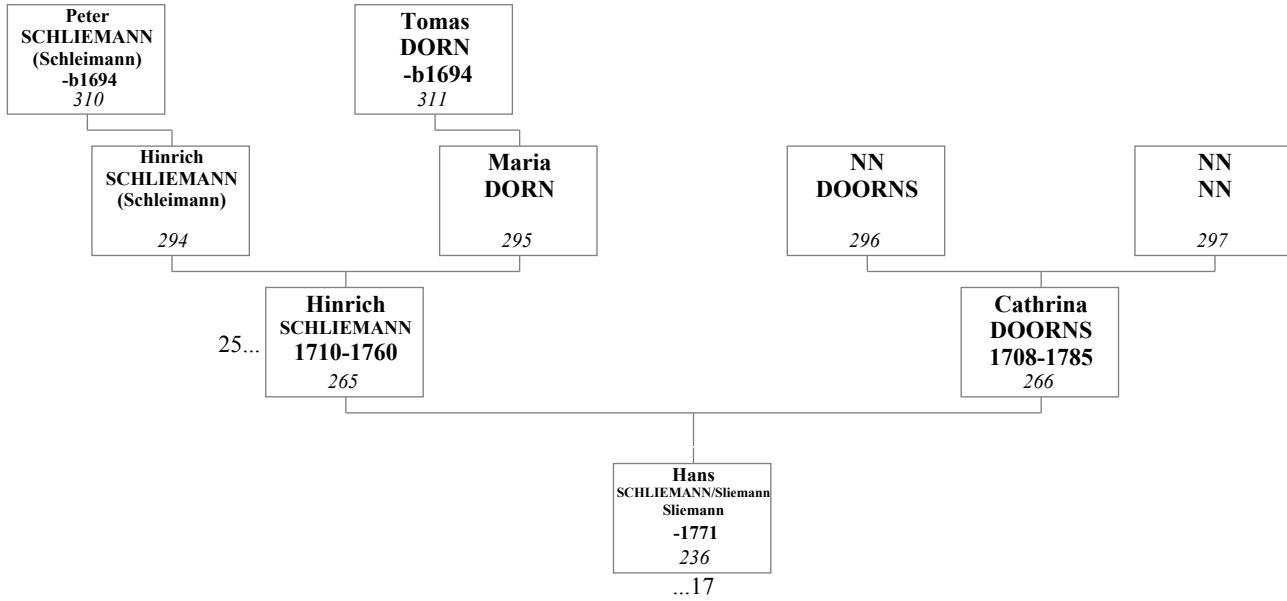 Peter
SCHLIEMANN
(Schleimann)
-b1694
310
Tomas
DORN
-b1694
311
Hinrich
SCHLIEMANN
(Schleimann)
294
Maria
DORN
295
NN
DOORNS
296
NN
NN
297
25...
Hinrich
SCHLIEMANN
1710-1760
265
Cathrina
DOORNS
1708-1785
266
Hans
SCHLIEMANN/Sliemann
Sliemann
-1771
236
...17